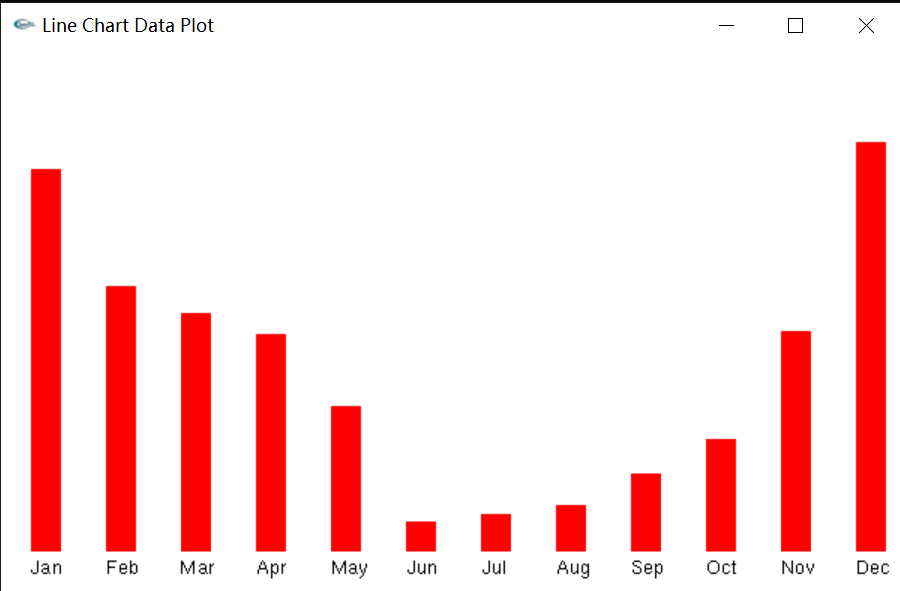 Line Chart Data Plot
Jan Feb Mar Apr May Jun Jul Aug Sep Oct Nov Dec